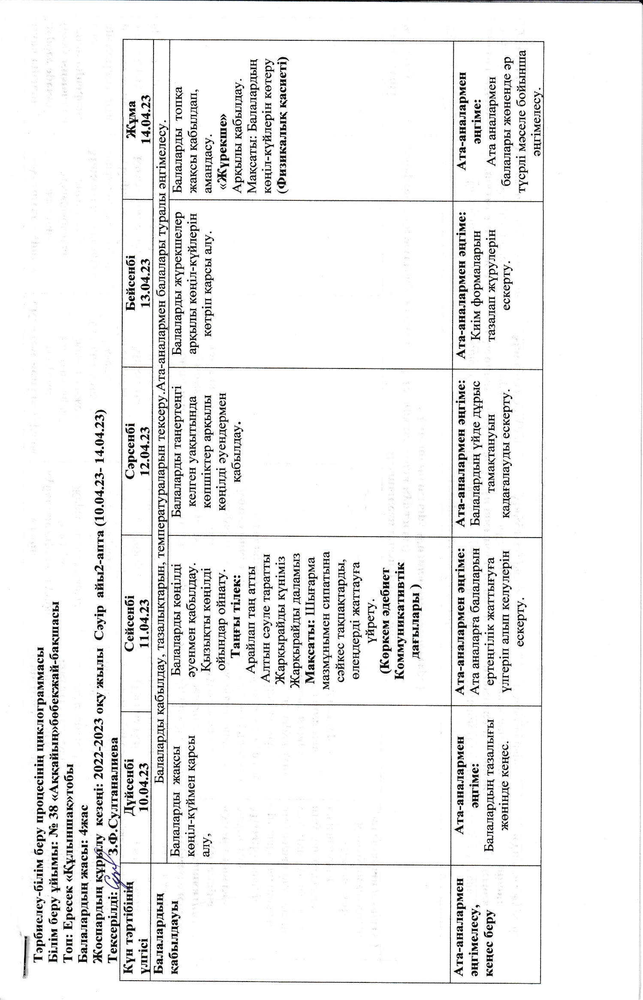 Тәрбиелеу-білім беру процесінің циклограммасы
Білім беру ұйымы: № 38 «Аққайың»бөбекжай-бақшасы
Топ: Ересек «Құлыншақ»тобы
Балалардың жасы: 4жас
Жоспардың құрылу кезеңі: 2022-2023 оқу жылы Сәуір айы2-апта (10.04.23- 14.04.23)
Тексерілді: З.Ф.Султаналиева
Күн тәртібінің
үлгісі
Дүйсенбі
10.04.23
Сейсенбі
11.04.23
Сәрсенбі
12.04.23
Бейсенбі
13.04.23
Жұма
14.04.23
Балалардың
қабылдауы
Балаларды қабылдау, тазалықтарын, температураларын тексеру.Ата-аналармен балалары туралы әңгімелесу.
Балаларды жақсы
көңіл-күймен қарсы
алу,
Балаларды көңілді
әуенмен қабылдау.
Қызықты көңілді
ойындар ойнату.
Таңғы тілек:
Арайлап таң атты
Алтын сәуле таратты
Жарқырайды күніміз
Жарқырайды даламыз
Мақсаты: Шығарма
мазмұнымен сипатына
сәйкес тақпақтарды,
өлеңдерді жаттауға
үйрету.
(Көркем әдебиет
Коммуникативтік
дағылары )
Балаларды таңертеңгі
келген уақытында
көпшіктер арқылы
көңілді әуендермен
қабылдау.
Балаларды жүрекшелер
арқылы көңіл-күйлерін
көтріп қарсы алу.
Балаларды топқа
жақсы қабылдап,
амандасу.
«Жүрекше»
Арқылы қабылдау.
Мақсаты: Балалардың
көңіл-күйлерін көтеру
(Физикалық қасиеті)
Ата-аналармен
әңгімелесу,
кеңес беру
Ата-аналармен
әңгіме:
Балалардың тазалығы
жөнінде кеңес.
Ата-аналармен әңгіме:
Ата аналарға балаларын
ертеңгілік жаттығуға
үлгеріп алып келулерін
ескерту.
Ата-аналармен әңгіме:
Балалардың үйде дұрыс
тамақтануын
қадағалауды ескерту.
Ата-аналармен әңгіме:
Киім формаларын
тазалап жүрулерін
ескерту.
Ата-аналармен
әңгіме:
Ата аналармен
балалары жөненде әр
түсрлі мәселе бойынша
әңгімелесу.